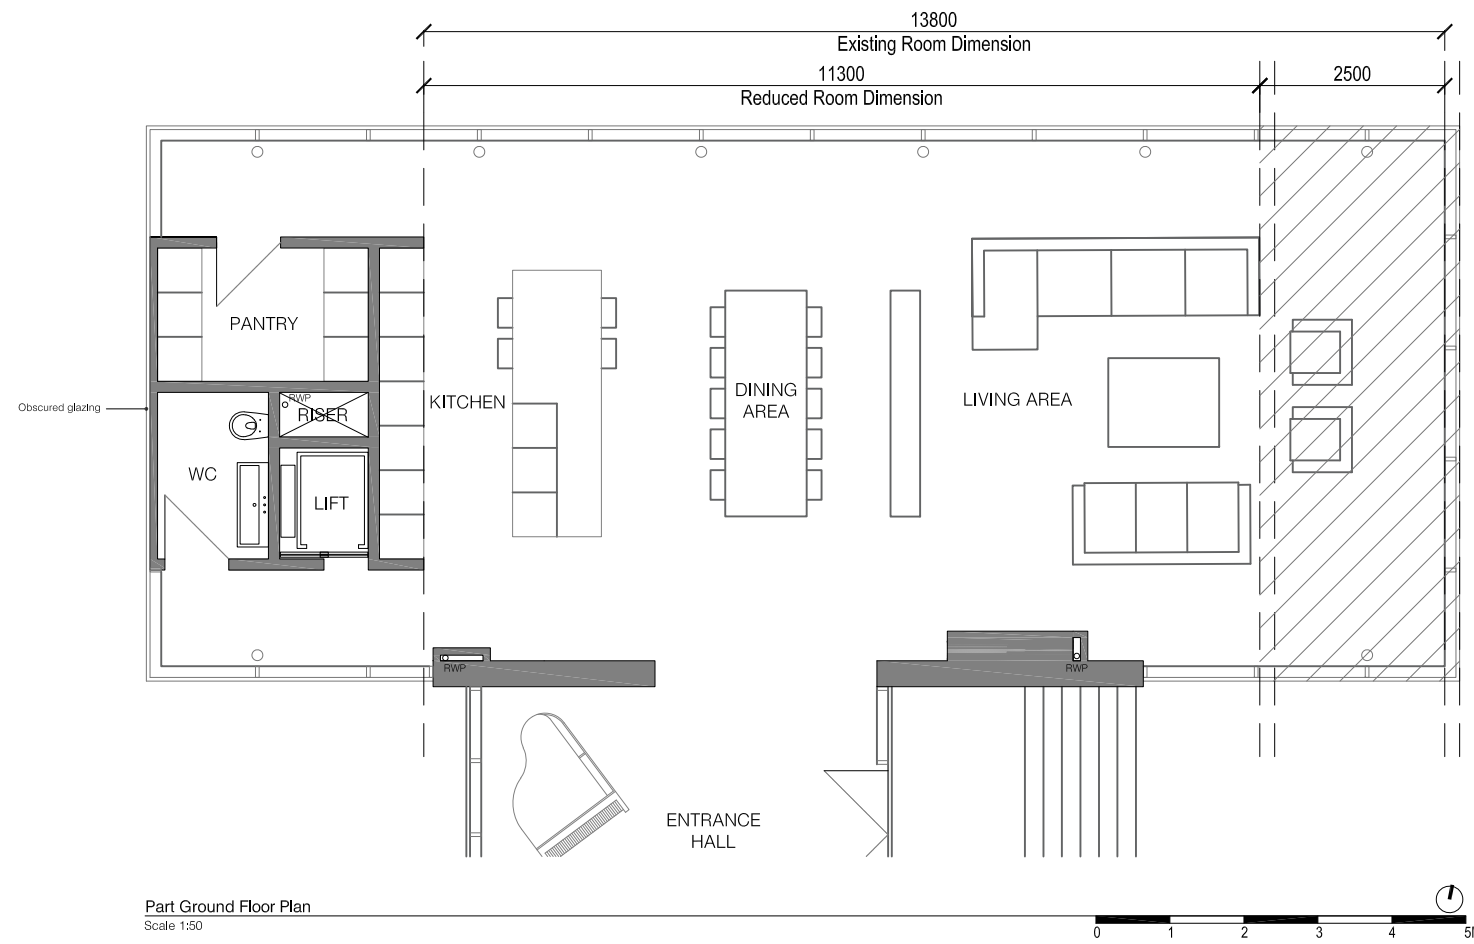 13800
Existing Room Dimension
11300
2500
Reduced Room Dimension
PANTRY
Obscured glazing
RWP
RISER
KITCHEN
DINING
AREA
LIVING AREA
WC
LIFT
RWP
RWP
ENTRANCE
HALL
Part Ground Floor Plan
Scale 1:50
0 1 2 3 4